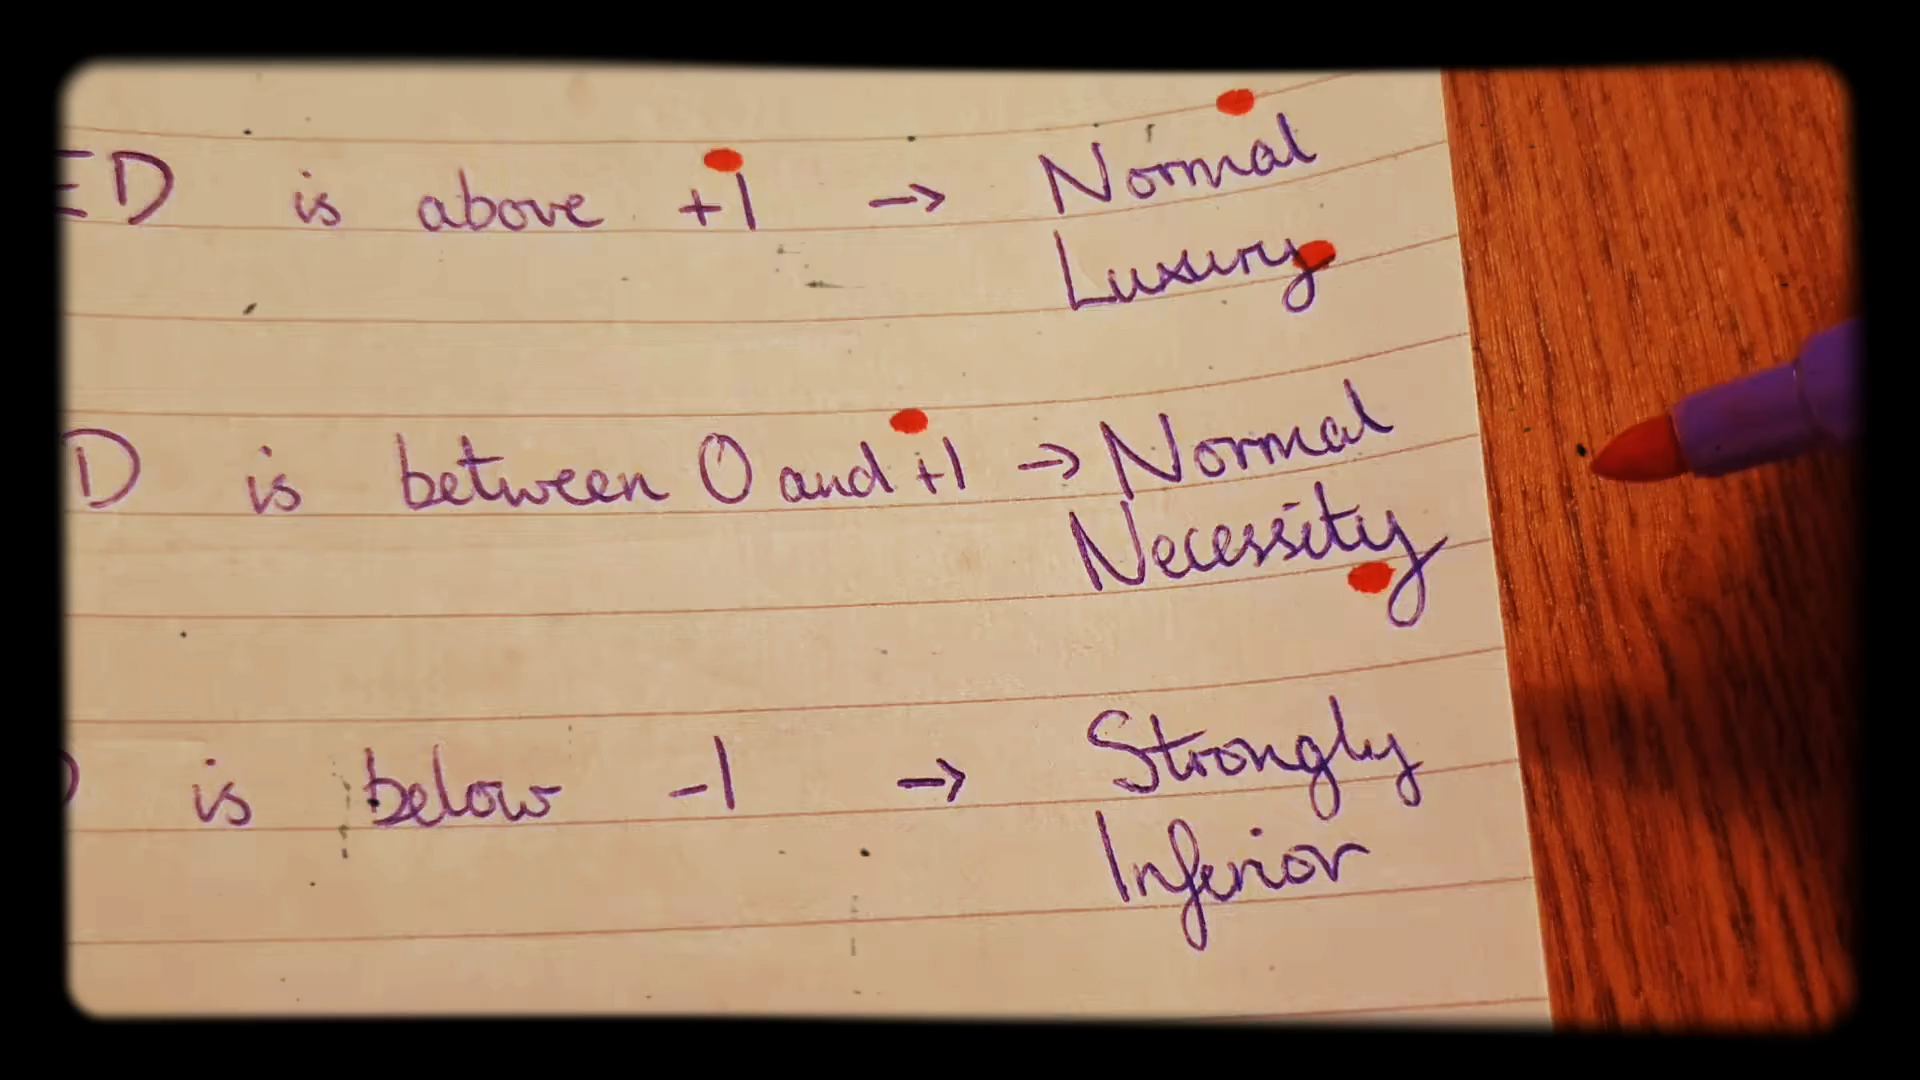 ED is above +1 → Normal
Luxury
D is between 0 and +1 → Normal
Necessity
D is below -1 → Strongly
Inferior